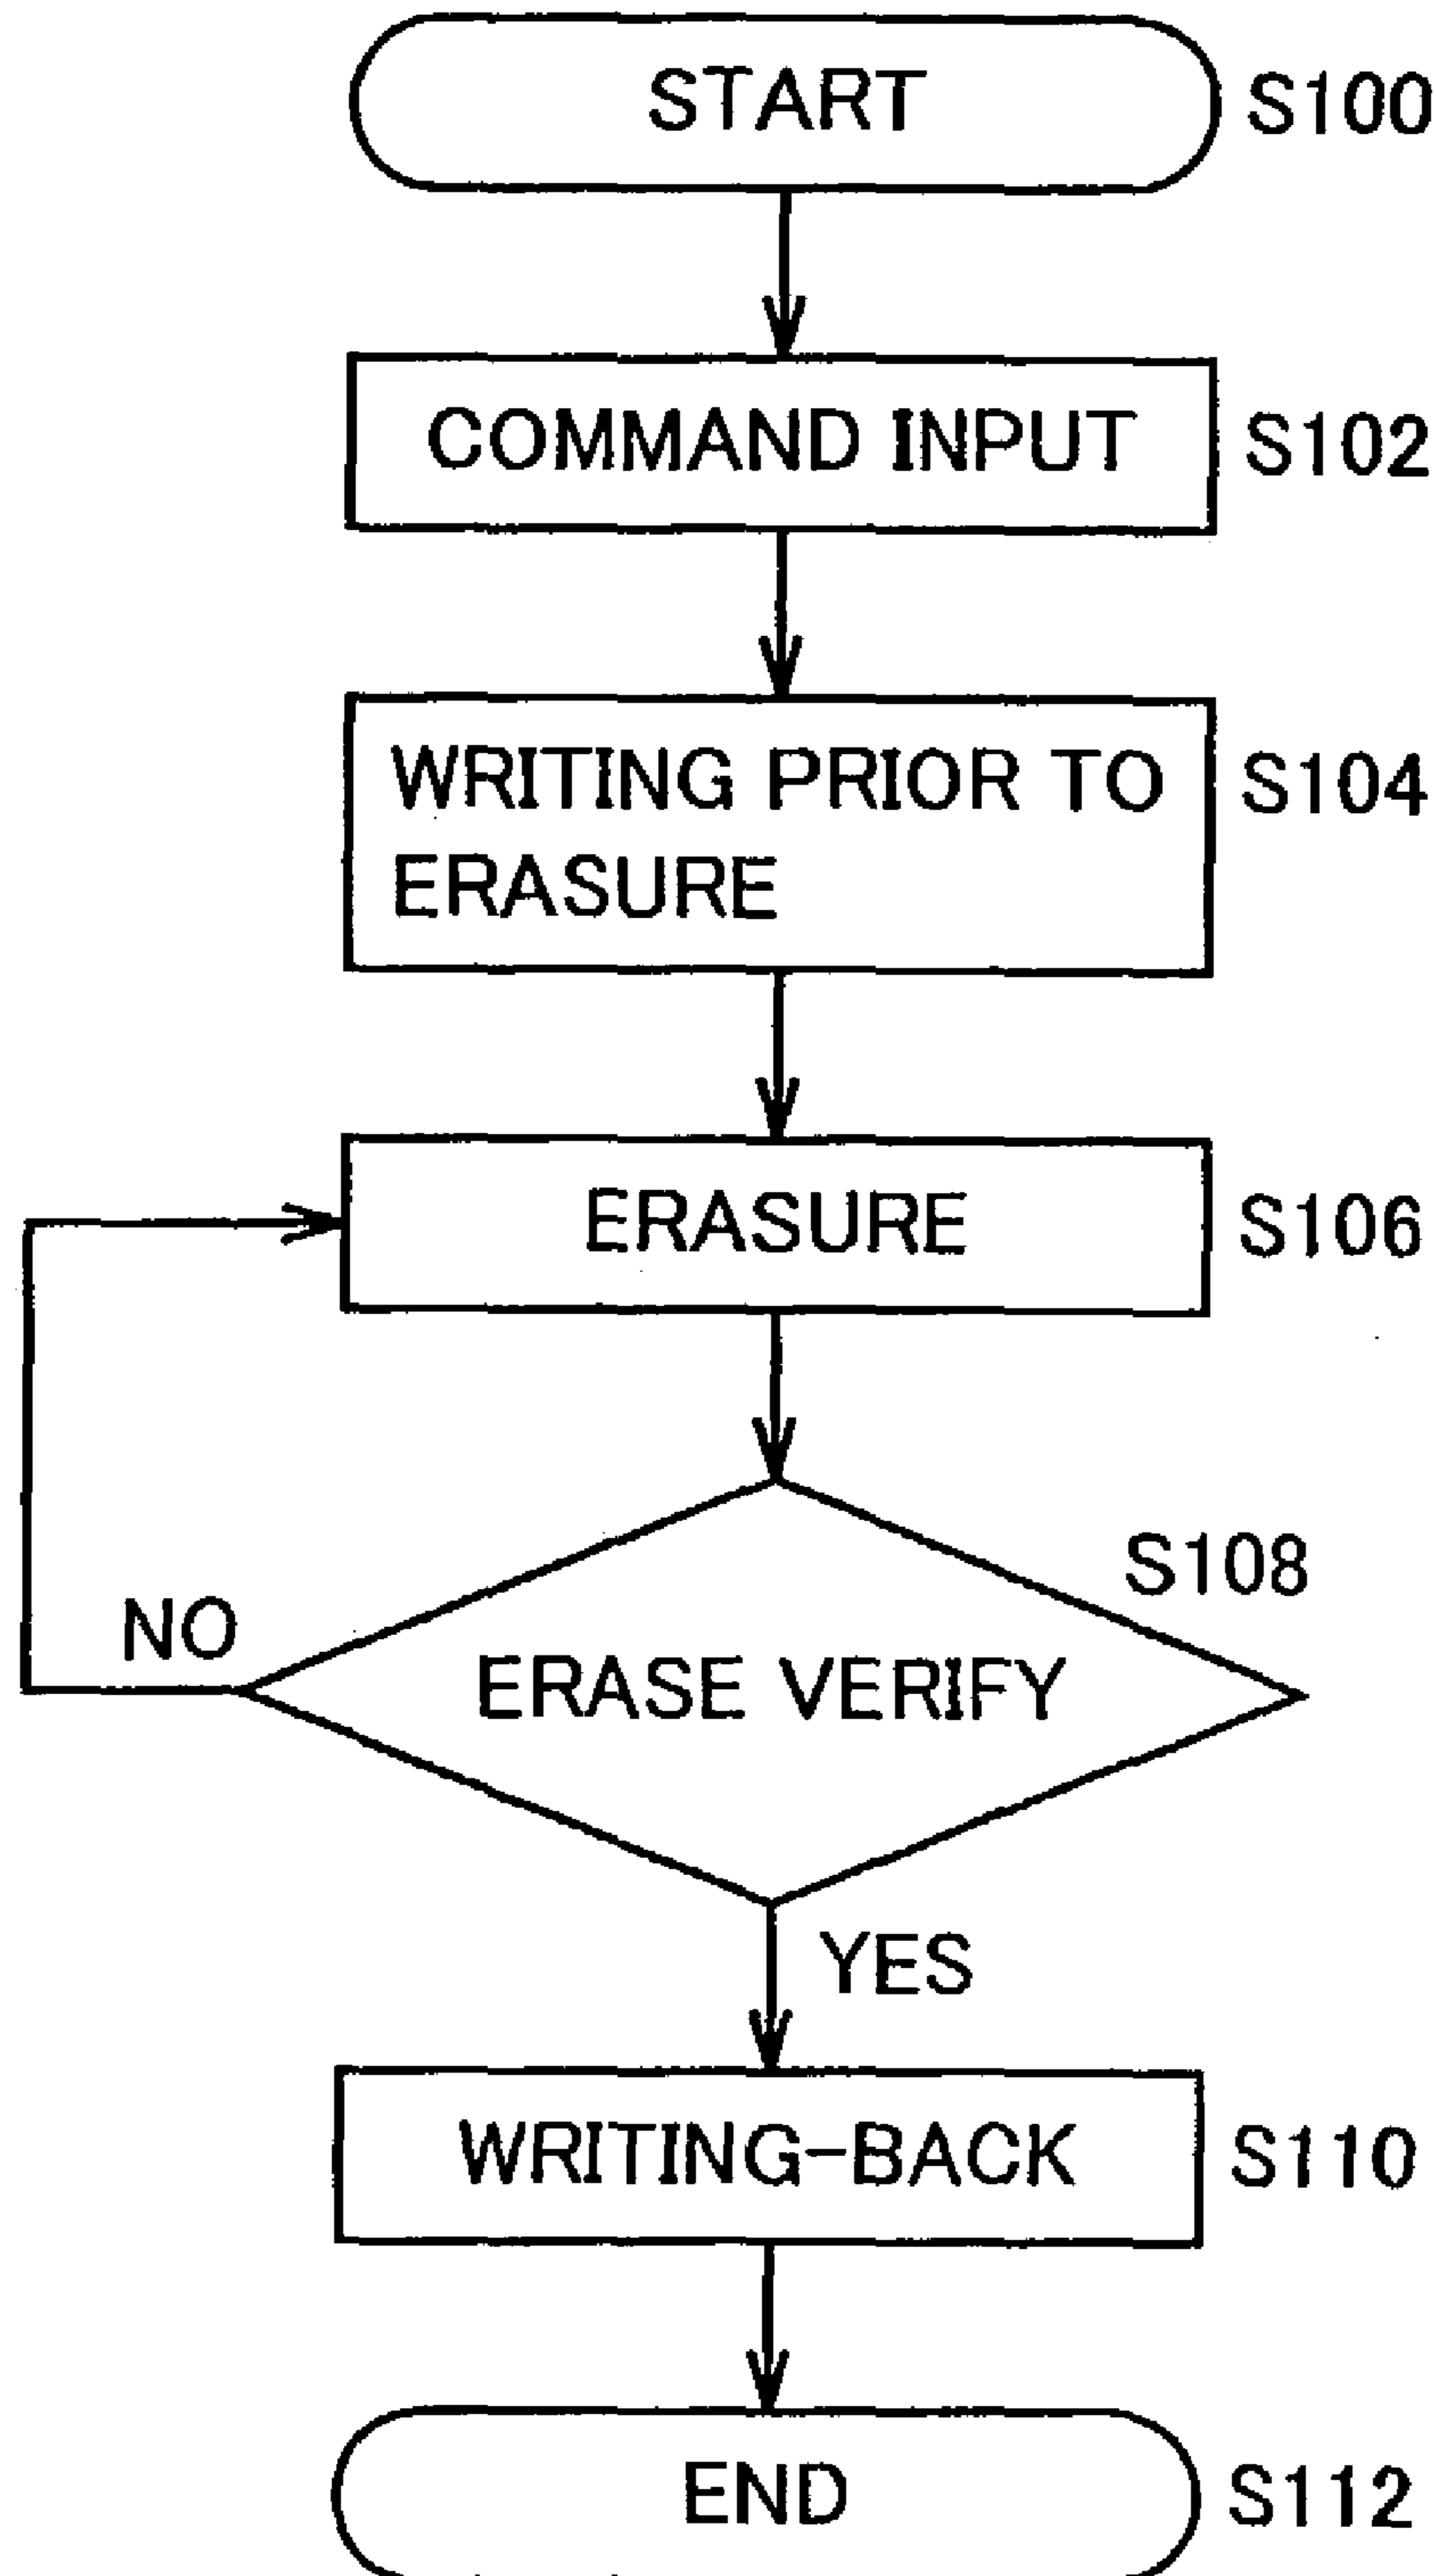 START
S100
COMMAND INPUT
S102
WRITING PRIOR TO
S104
ERASURE
ERASURE
S106
S108
NO
ERASE VERIFY
YES
WRITING-BACK
S110
END
S112